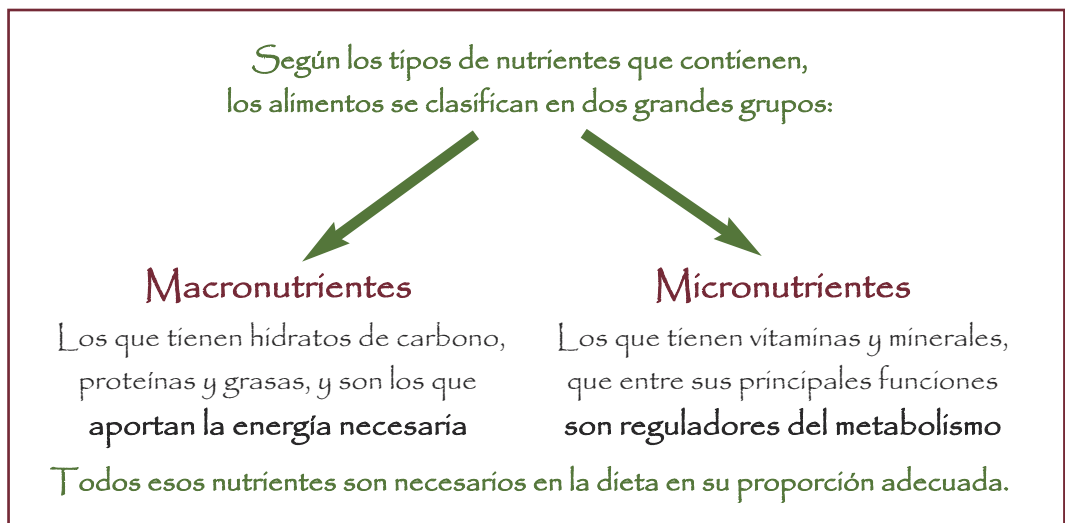 Según los tipos de nutrientes que contienen,
los alimentos se clasifican en dos grandes grupos:
Macronutrientes
Los que tienen hidratos de carbono,
proteínas y grasas, y son los que
aportan la energía necesaria
Micronutrientes
Los que tienen vitaminas y minerales,
que entre sus principales funciones
son reguladores del metabolismo
Todos esos nutrientes son necesarios en la dieta en su proporción adecuada.